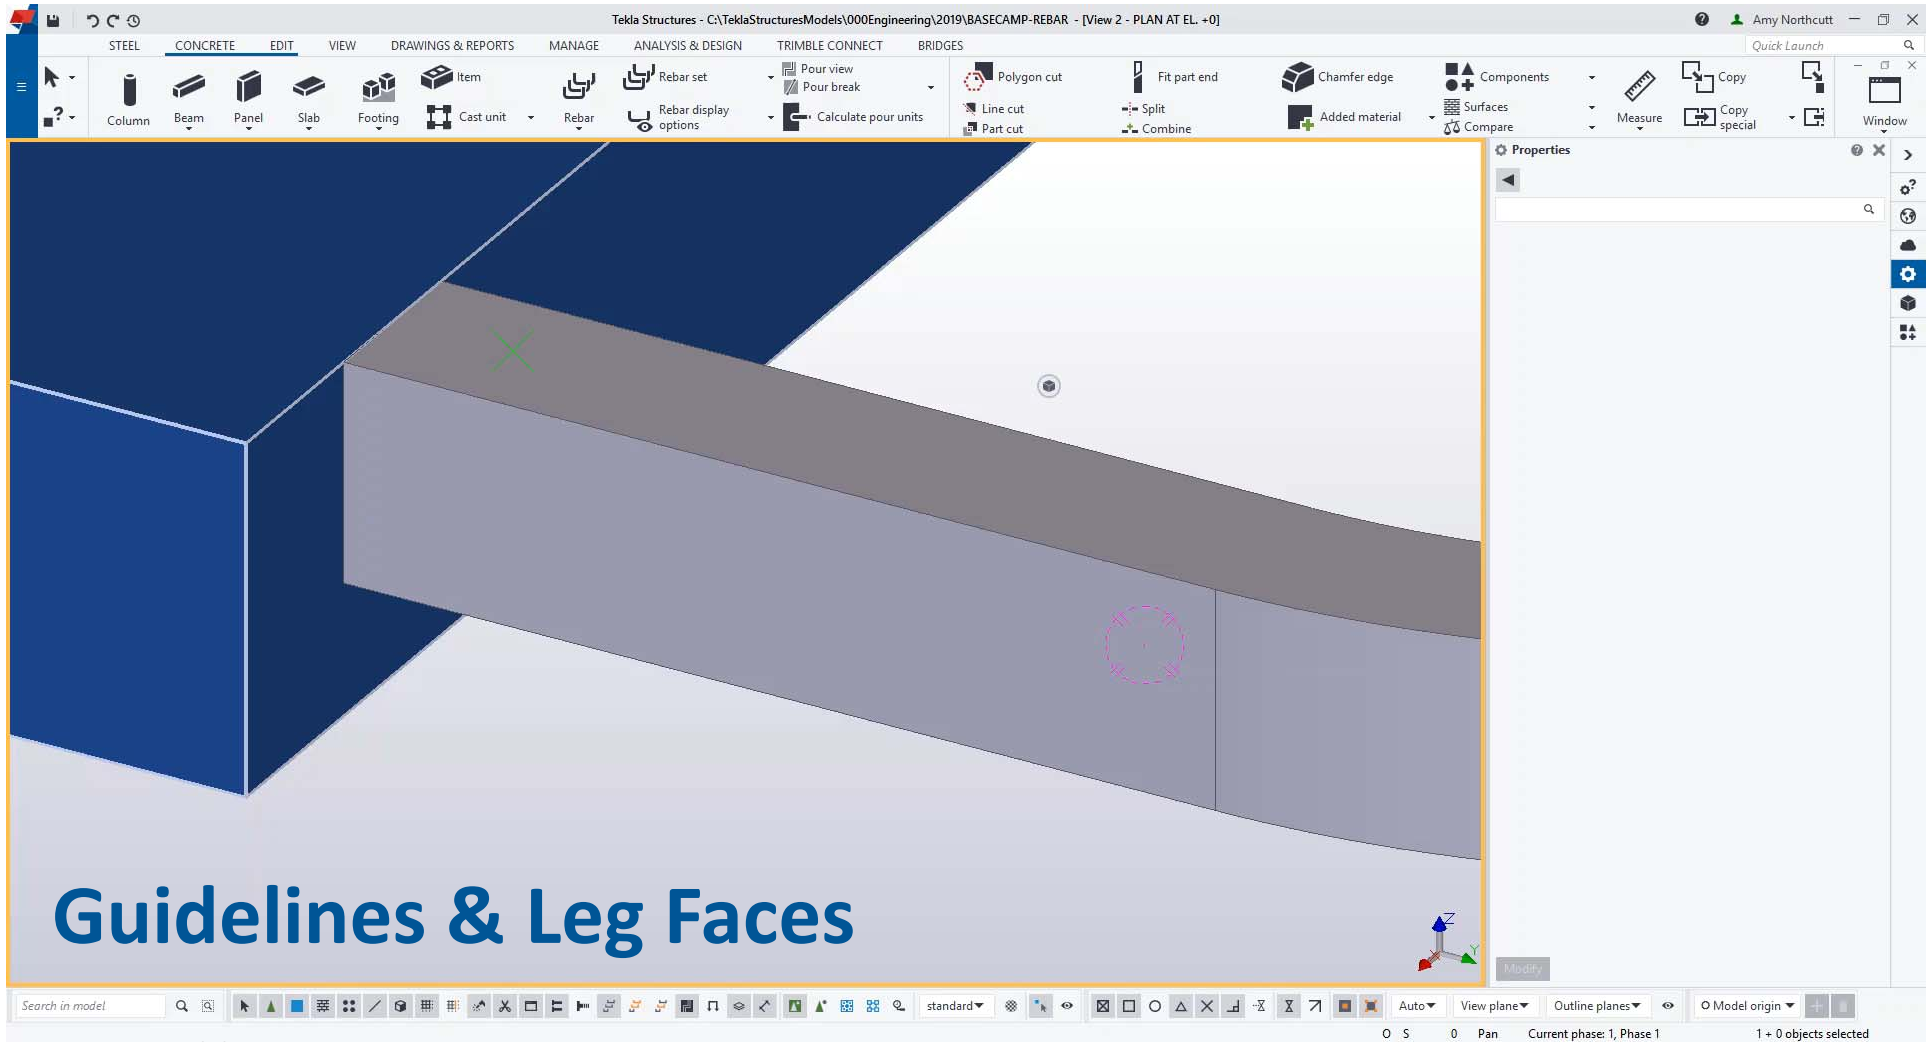 Tekla Structures - C:\TeklaStructuresModels\000Engineering\2019\BASECAMP-REBAR - [View 2 - PLAN AT EL. +0]
Amy Northcutt
STEEL CONCRETE EDIT VIEW DRAWINGS & REPORTS MANAGE ANALYSIS & DESIGN TRIMBLE CONNECT BRIDGES
Quick Launch
Column
Beam
Panel
Slab
Footing
Item
Cast unit
Rebar
Rebar set
Rebar display
options
Pour view
Pour break
Calculate pour units
Polygon cut
Line cut
Part cut
Fit part end
Split
Combine
Chamfer edge
Added material
Components
Surfaces
Compare
Measure
Copy
Copy
special
Window
Properties
Z
Y
Guidelines & Leg Faces
Modify
Search in model
standard
Auto
View plane
Outline planes
Model origin
O S 0 Pan Current phase: 1, Phase 1 1 + 0 objects selected